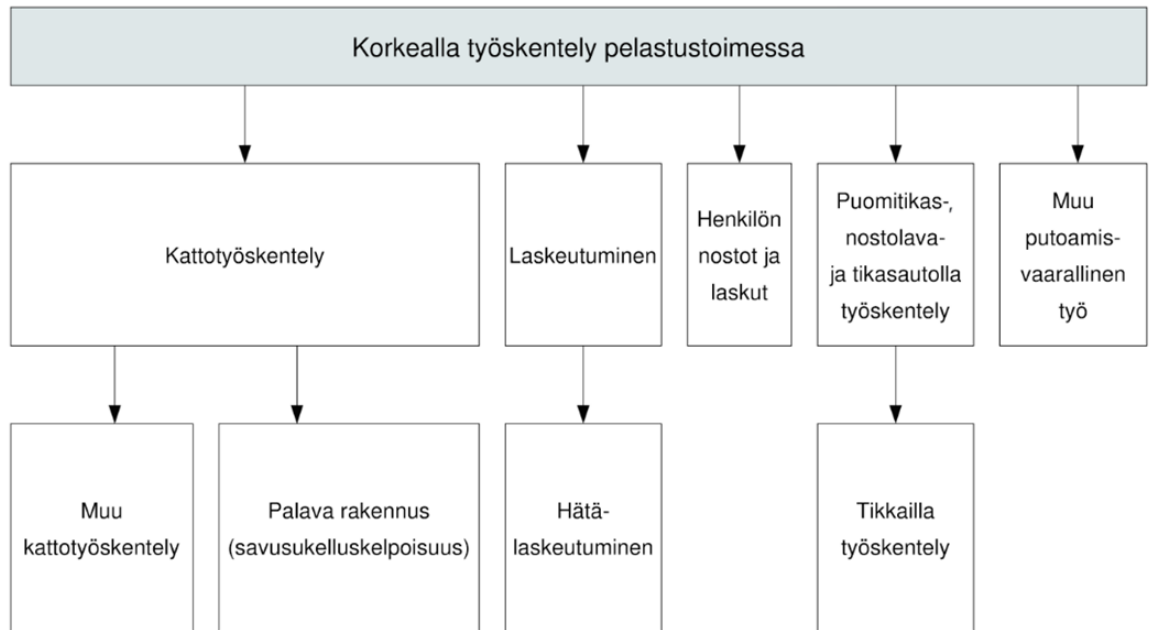 Korkealla työskentely pelastustoimessa
Kattotyöskentely
Laskeutuminen
Henkilön
nostot ja
laskut
Puomitikas-,
nostolava-
ja tikasautolla
työskentely
Muu
putoamis-
vaarallinen
työ
Muu
kattotyöskentely
Palava rakennus
(savusukelluskelpoisuus)
Hätä-
laskeutuminen
Tikkailla
työskentely